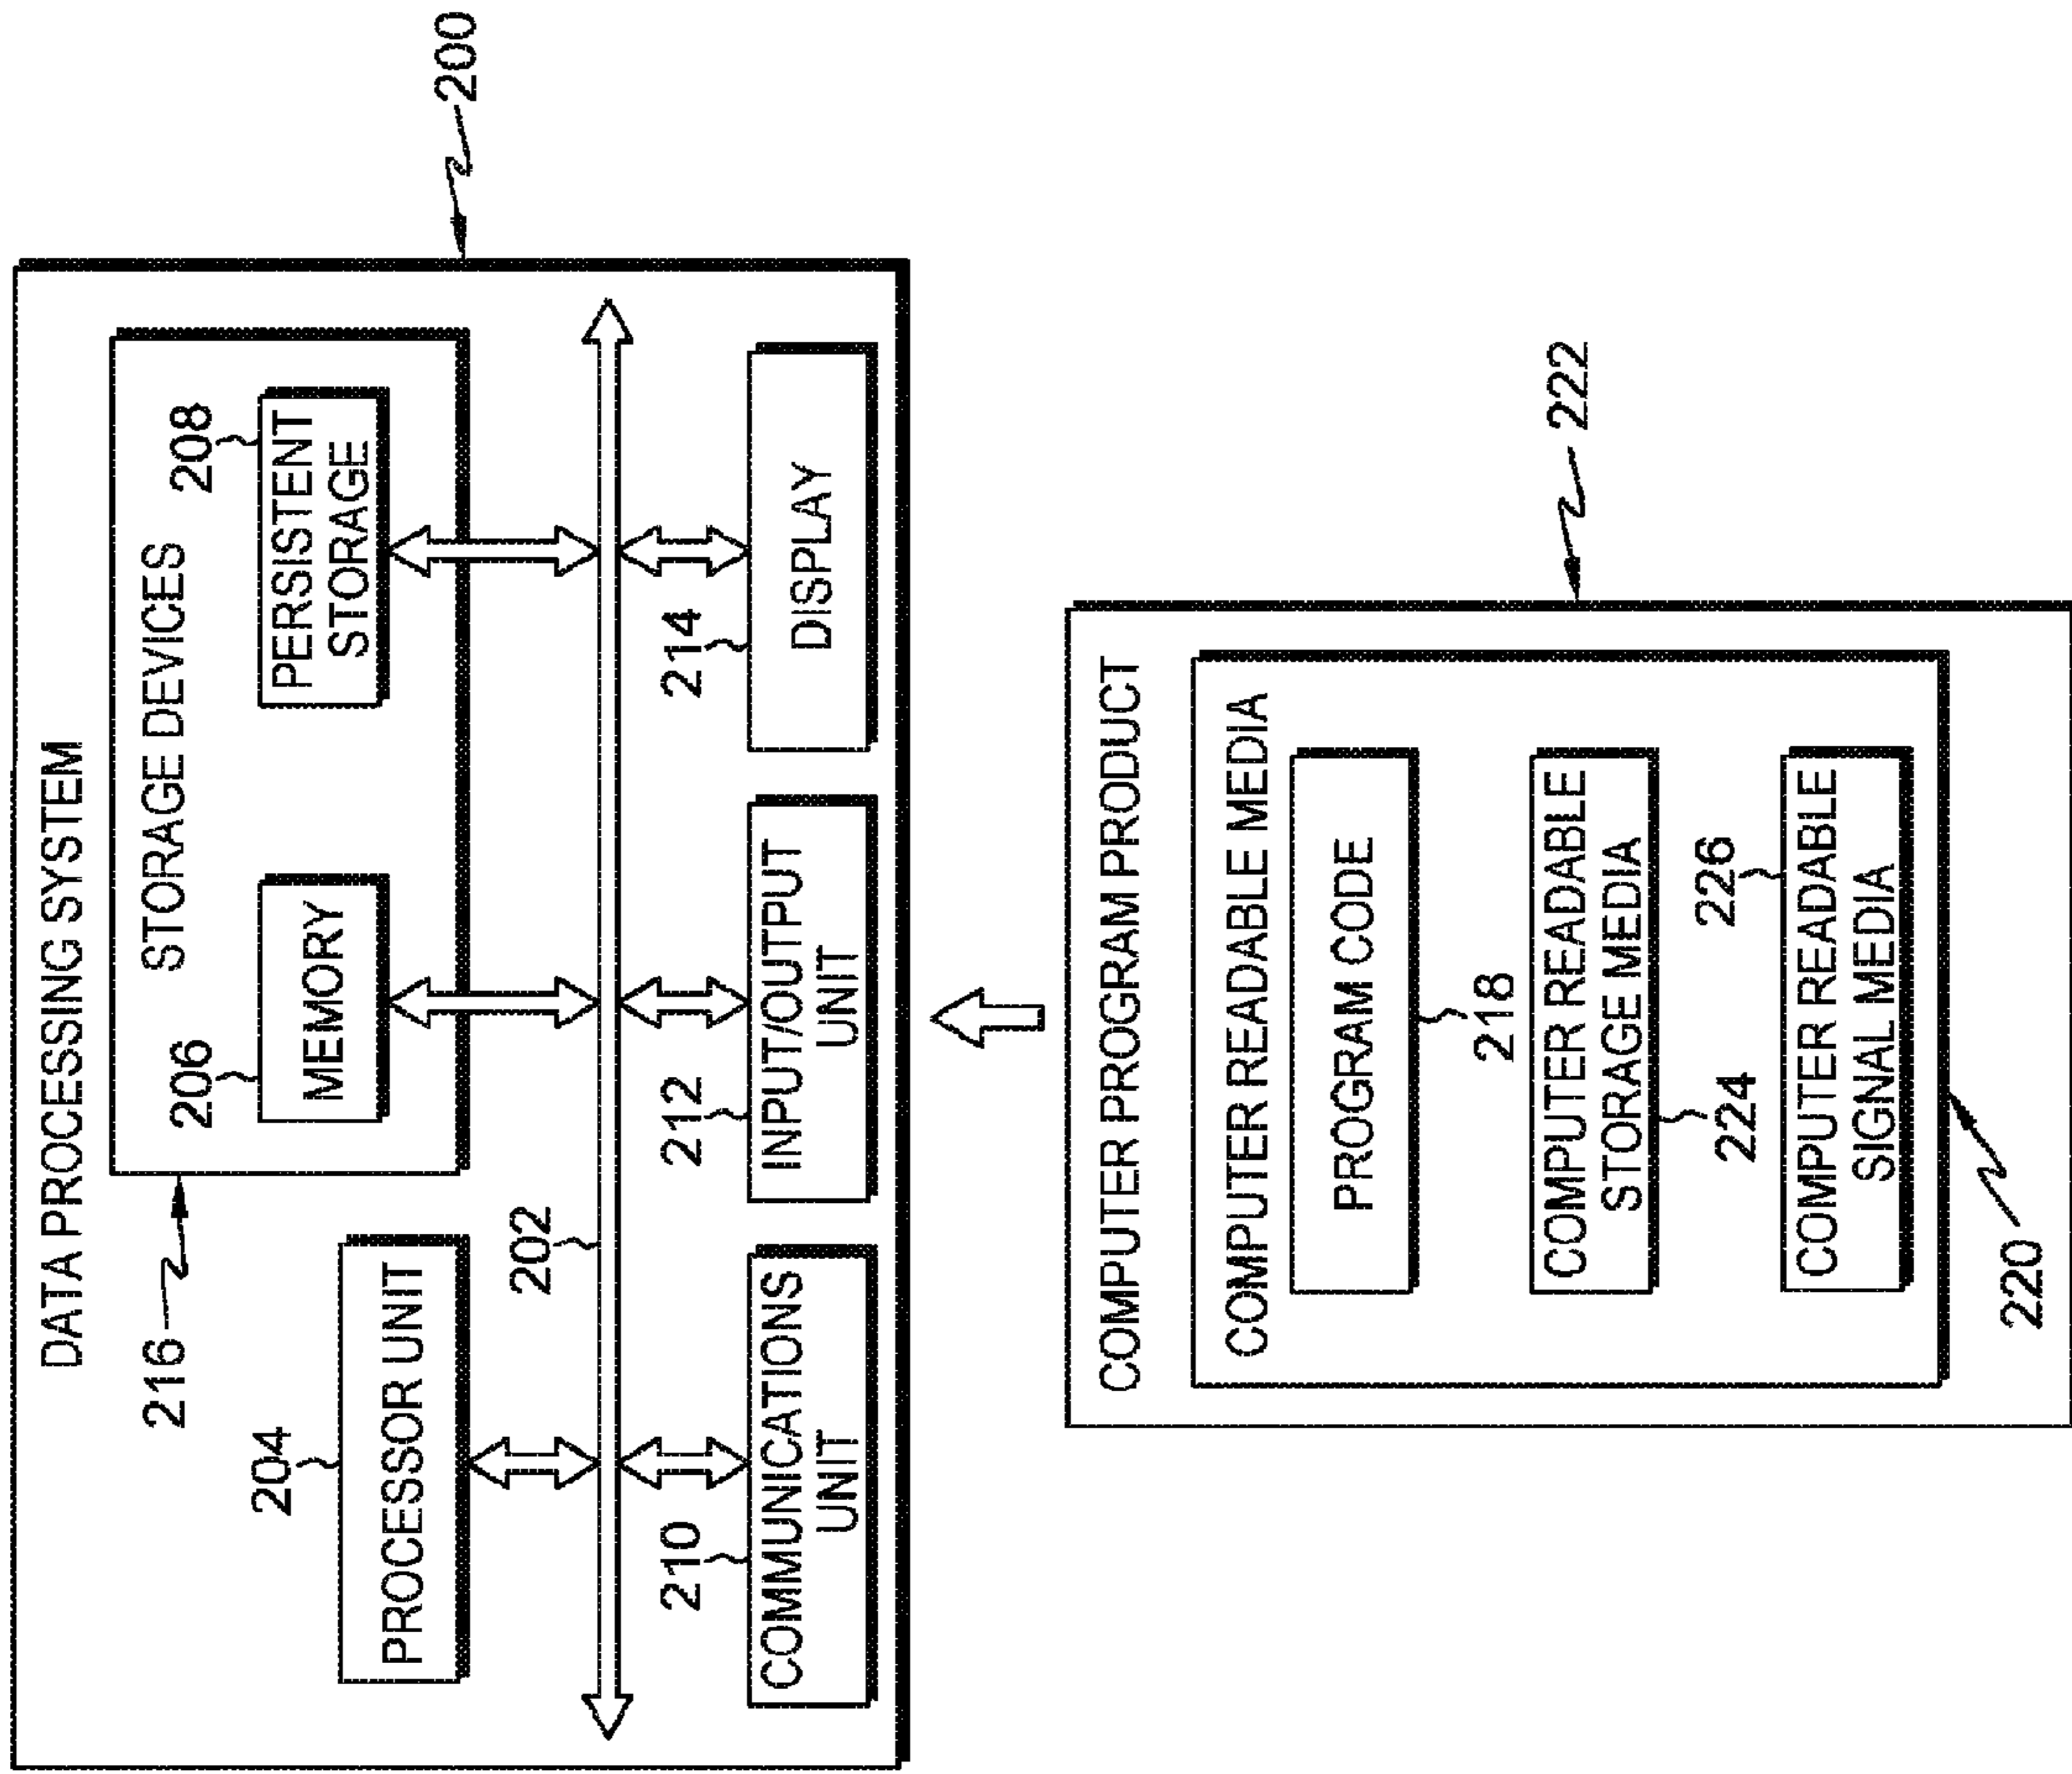 DATA PROCESSING SYSTEM
200
216
STORAGE DEVICES
204
PROCESSOR UNIT
206
MEMORY
208
PERSISTENT
STORAGE
202
210
COMMUNICATIONS
UNIT
212
INPUT/OUTPUT
UNIT
214
DISPLAY
COMPUTER PROGRAM PRODUCT
222
COMPUTER READABLE MEDIA
PROGRAM CODE
218
COMPUTER READABLE
STORAGE MEDIA
224
226
COMPUTER READABLE
SIGNAL MEDIA
220